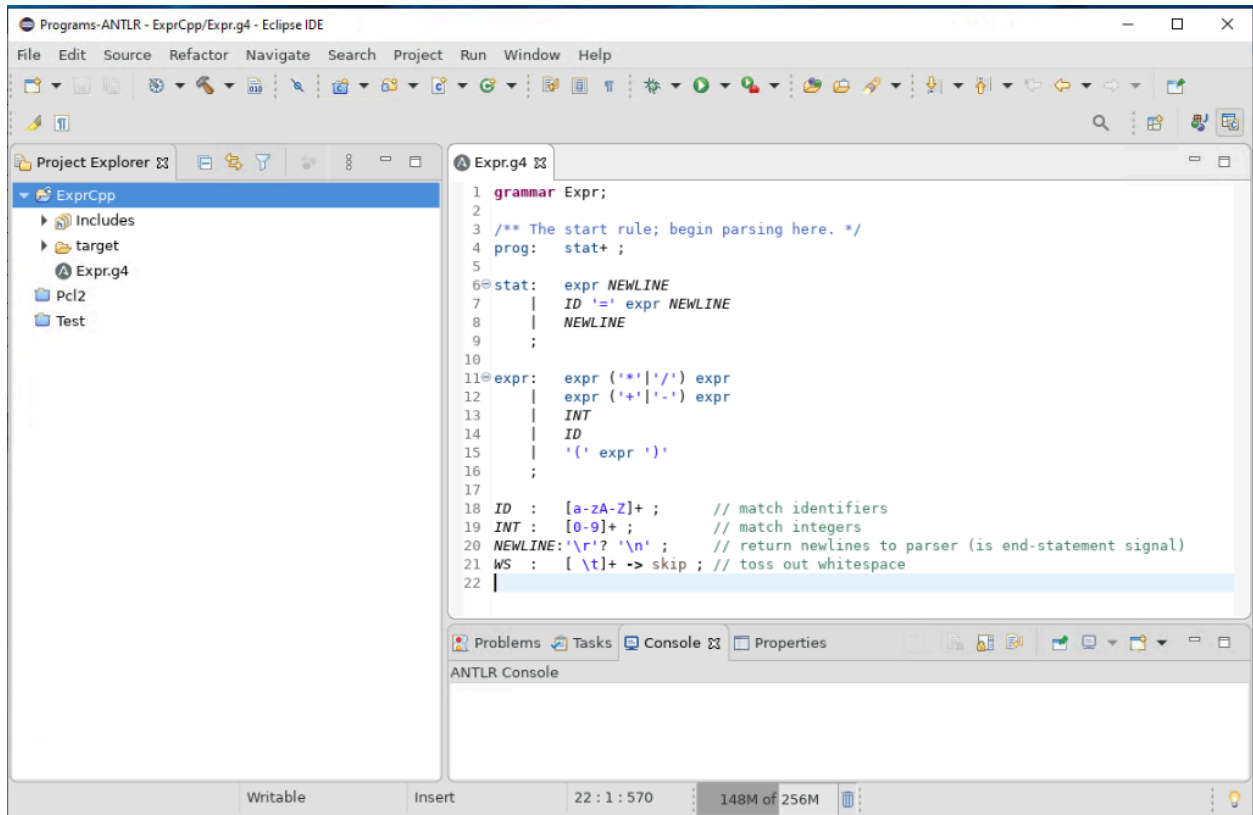 Programs-ANTLR - ExprCpp/Expr.g4 - Eclipse IDE
File Edit Source Refactor Navigate Search Project Run Window Help
Project Explorer
ExprCpp
Includes
target
Expr.g4
Pcl2
Test
Expr.g4
1 grammar Expr;
2
3 /** The start rule; begin parsing here. */
4 prog:   stat+ ;
5
6 stat:   expr NEWLINE
7     |   ID '=' expr NEWLINE
8     |   NEWLINE
9     ;
10
11 expr:   expr ('*'|'/') expr
12     |   expr ('+'|'-') expr
13     |   INT
14     |   ID
15     |   '(' expr ')'
16     ;
17
18 ID  :   [a-zA-Z]+ ;      // match identifiers
19 INT :   [0-9]+ ;         // match integers
20 NEWLINE:'\r'? '\n' ;     // return newlines to parser (is end-statement signal)
21 WS  :   [ \t]+ -> skip ; // toss out whitespace
22
Problems Tasks Console Properties
ANTLR Console
Writable Insert 22 : 1 : 570 148M of 256M